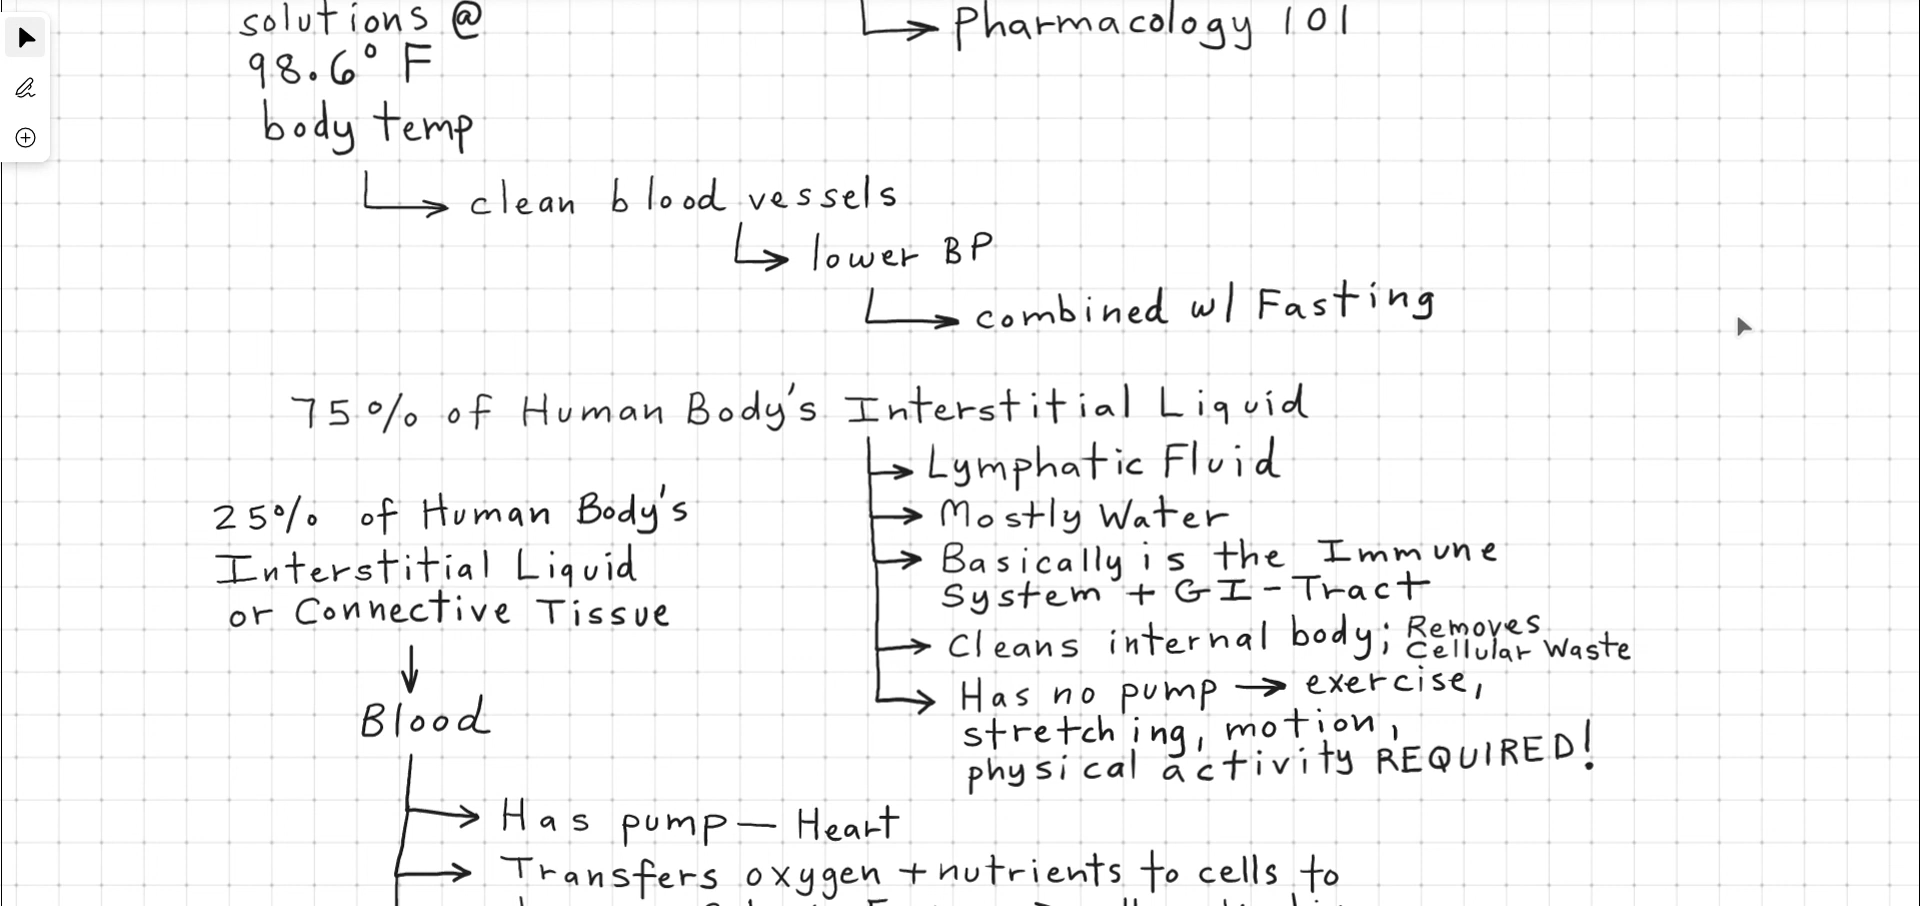 solutions @
98.6° F
body temp
Pharmacology 101
clean blood vessels
lower BP
combined w/ Fasting
75% of Human Body's Interstitial Liquid
Lymphatic Fluid
Mostly Water
Basically is the Immune
System + GI-Tract
Cleans internal body; Removes
Cellular Waste
Has no pump → exercise,
stretching, motion,
physical activity REQUIRED!
25% of Human Body's
Interstitial Liquid
or Connective Tissue
Blood
Has pump — Heart
Transfers oxygen + nutrients to cells to